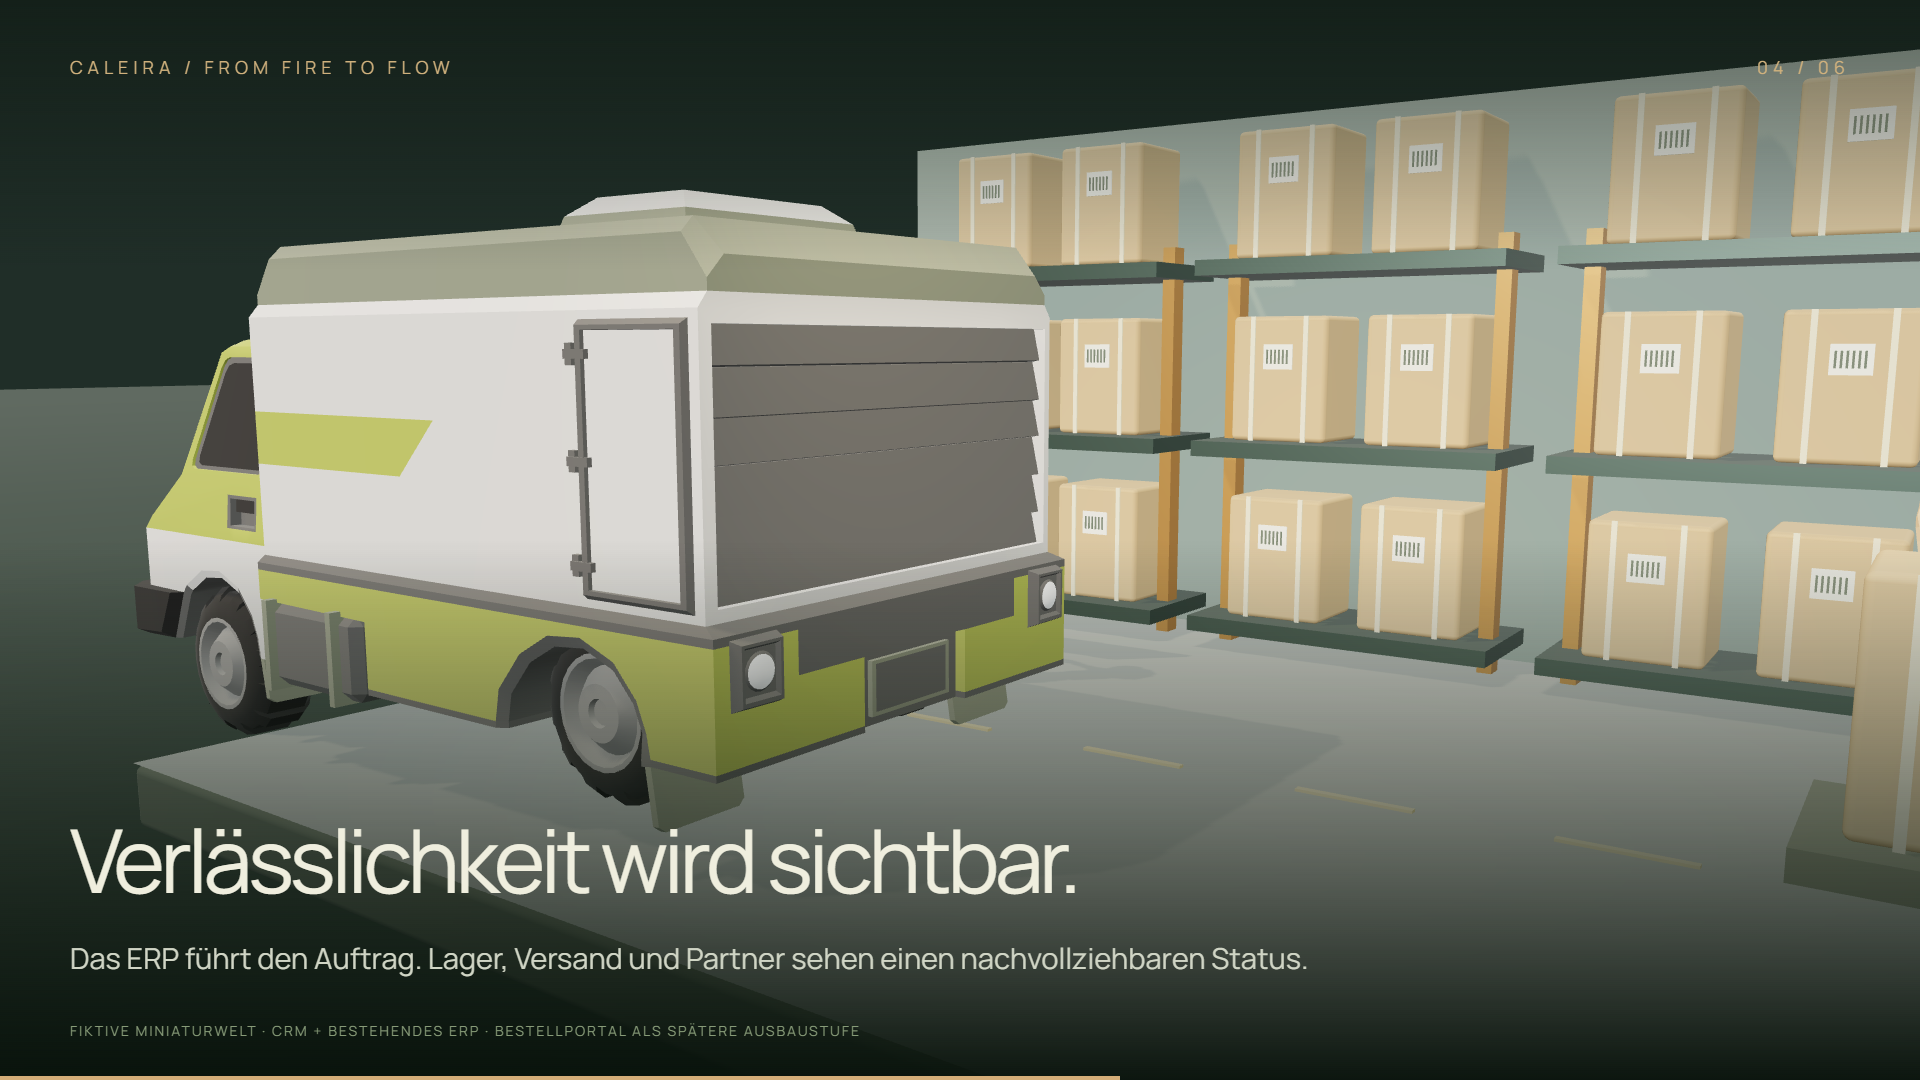 CALEIRA / FROM FIRE TO FLOW
04 / 06
Verlässlichkeit wird sichtbar.
Das ERP führt den Auftrag. Lager, Versand und Partner sehen einen nachvollziehbaren Status.
FIKTIVE MINIATURWELT · CRM + BESTEHENDES ERP · BESTELLPORTAL ALS SPÄTERE AUSBAUSTUFE